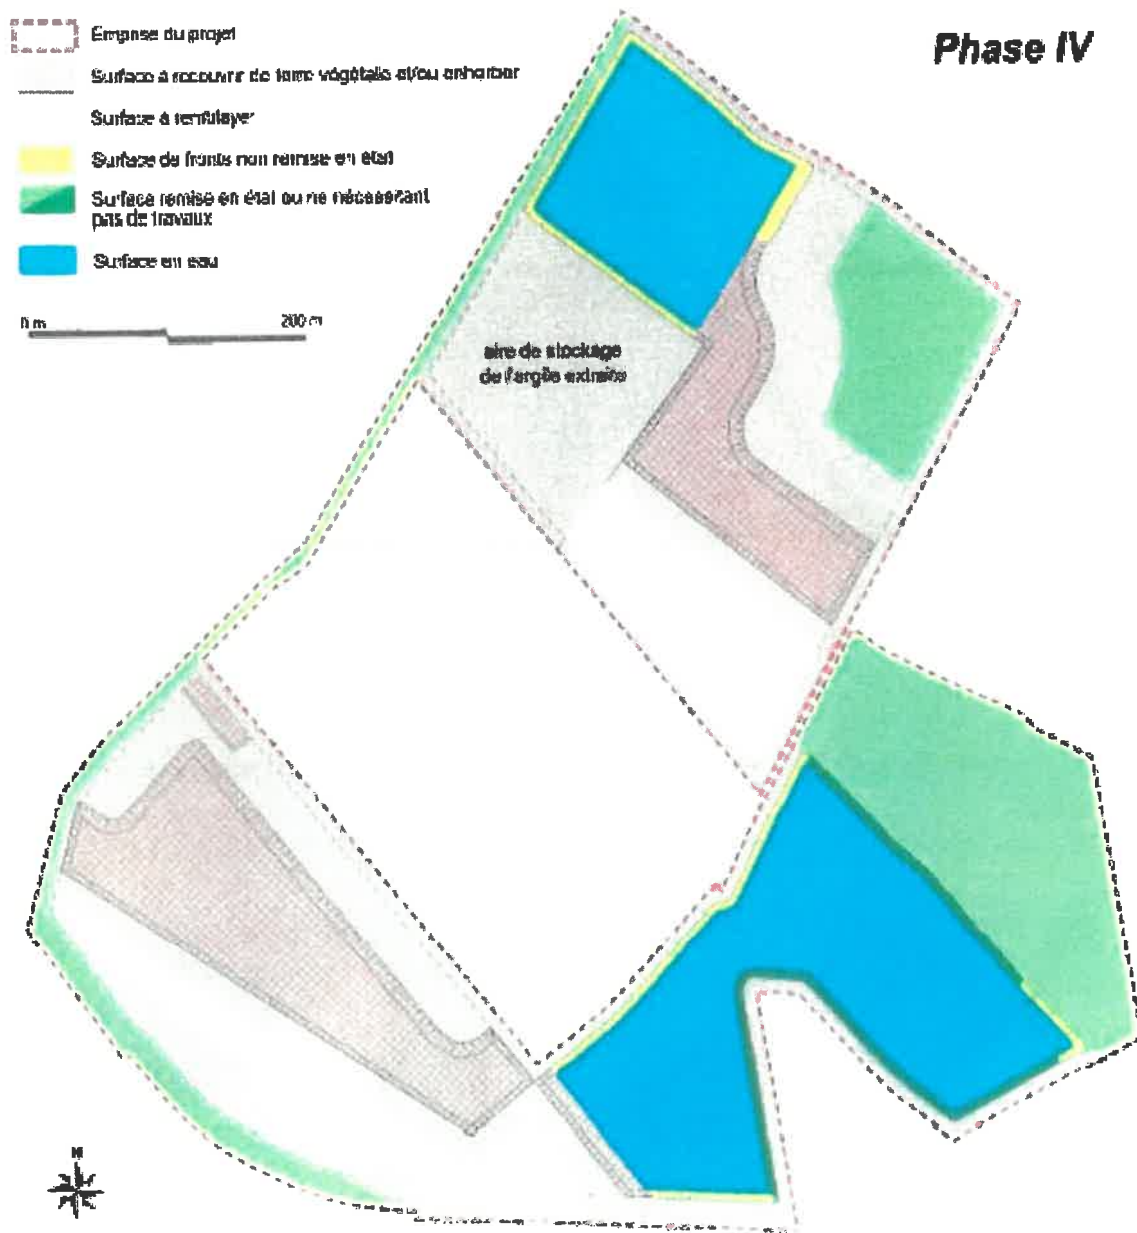 Phase IV
Emprise du projet
Surface à recouvrir de terre végétale et/ou enherber
Surface à remblayer
Surface de fronts non remise en état
Surface remise en état ou ne nécessitant
pas de travaux
Surface en eau
0 m 200 m
aire de stockage
de l'argile extraite
N